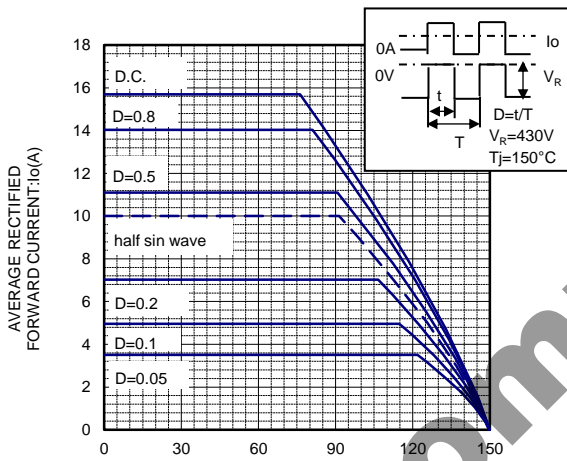 0A
Io
0V
VR
t
T
D=t/T
VR=430V
Tj=150°C
AVERAGE RECTIFIED
FORWARD CURRENT:Io(A)
18
16
14
12
10
8
6
4
2
0
D.C.
D=0.8
D=0.5
half sin wave
D=0.2
D=0.1
D=0.05
0
30
60
90
120
150